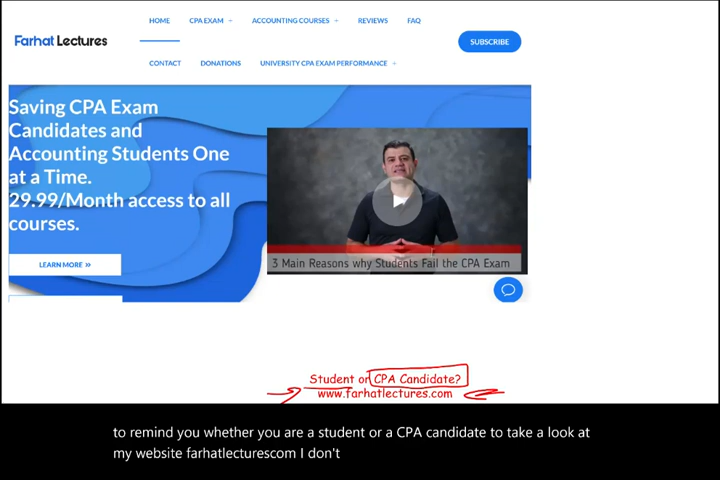 HOME
CPA EXAM
ACCOUNTING COURSES
REVIEWS
FAQ
Farhat Lectures
SUBSCRIBE
CONTACT
DONATIONS
UNIVERSITY CPA EXAM PERFORMANCE
Saving CPA Exam
Candidates and
Accounting Students One
at a Time.
29.99/Month access to all
courses.
LEARN MORE »
3 Main Reasons why Students Fail the CPA Exam
Student or CPA Candidate?
www.farhatlectures.com
to remind you whether you are a student or a CPA candidate to take a look at
my website farhatlecturescom I don't